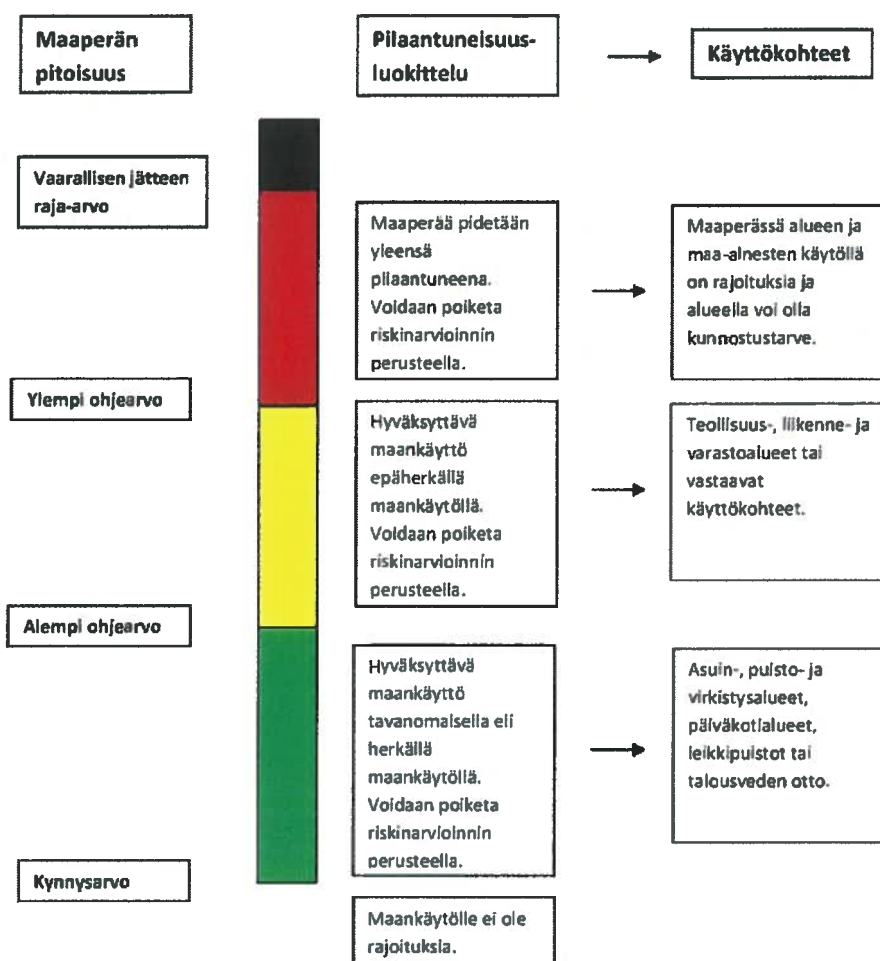 Maaperän
pitoisuus
Pilaantuneisuus-
luokittelu
Käyttökohteet
Vaarallisen jätteen
raja-arvo
Maaperää pidetään
yleensä
pilaantuneena.
Voidaan poiketa
riskinarvioinnin
perusteella.
Maaperässä alueen ja
maa-ainesten käytöllä
on rajoituksia ja
alueella voi olla
kunnostustarve.
Ylempi ohjearvo
Hyväksyttävä
maankäyttö
epäherkällä
maankäytöllä.
Voidaan poiketa
riskinarvioinnin
perusteella.
Teollisuus-, liikenne- ja
varastoalueet tai
vastaavat
käyttökohteet.
Alempi ohjearvo
Hyväksyttävä
maankäyttö
tavanomaisella eli
herkällä
maankäytöllä.
Voidaan poiketa
riskinarvioinnin
perusteella.
Asuin-, puisto- ja
virkistysalueet,
päiväkotialueet,
leikkipuistot tai
talousveden otto.
Kynnysarvo
Maankäytölle ei ole
rajoituksia.